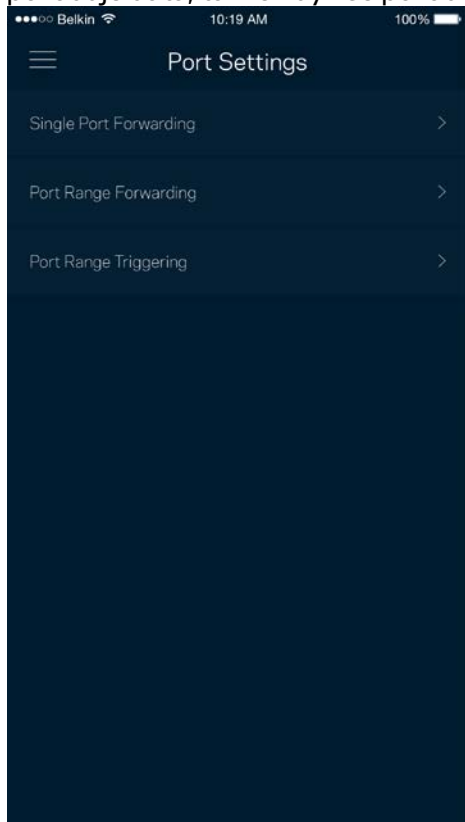 ●●●○○ Belkin 10:19 AM 100%
Port Settings
Single Port Forwarding >
Port Range Forwarding >
Port Range Triggering >